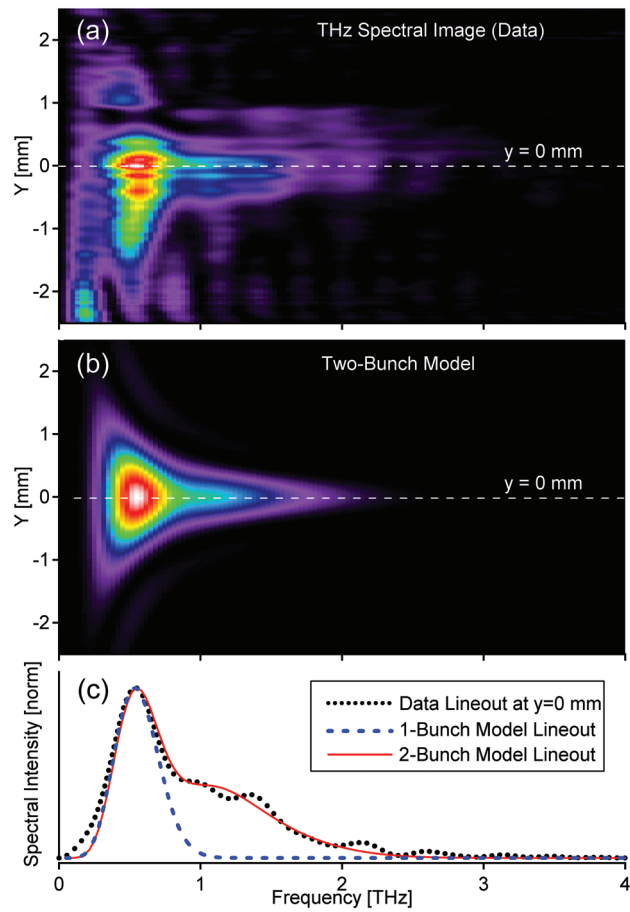 (a)
THz Spectral Image (Data)
2
1
0
-1
-2
Y [mm]
y = 0 mm
(b)
Two-Bunch Model
2
1
0
-1
-2
Y [mm]
y = 0 mm
(c)
Spectral Intensity [norm]
Data Lineout at y=0 mm
1-Bunch Model Lineout
2-Bunch Model Lineout
0 1 2 3 4
Frequency [THz]